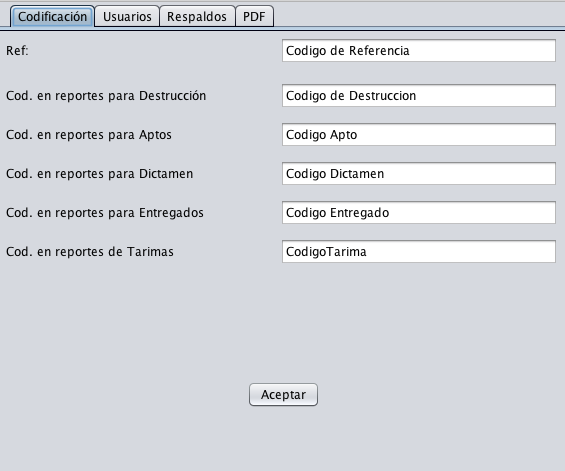 Codificación Usuarios Respaldos PDF
Ref: Codigo de Referencia
Cod. en reportes para Destrucción Codigo de Destruccion
Cod. en reportes para Aptos Codigo Apto
Cod. en reportes para Dictamen Codigo Dictamen
Cod. en reportes para Entregados Codigo Entregado
Cod. en reportes de Tarimas CodigoTarima
Aceptar